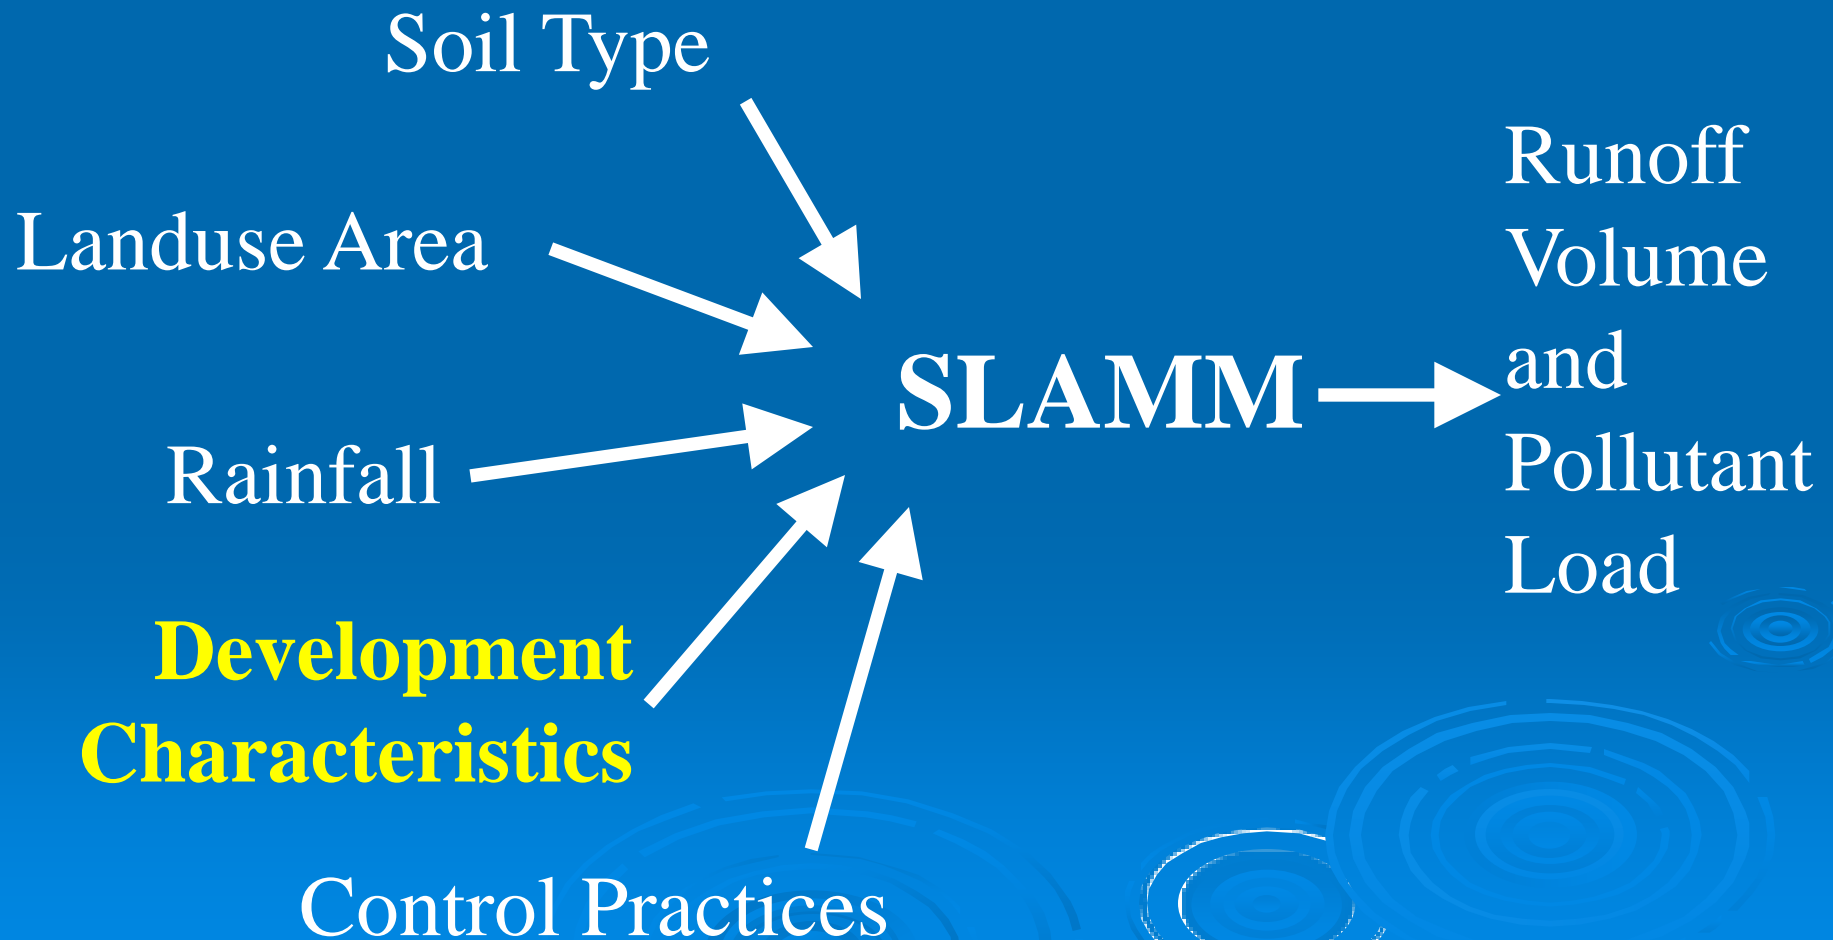 Soil Type
Landuse Area
Rainfall
Development
Characteristics
Control Practices
SLAMM
Runoff
Volume
and
Pollutant
Load